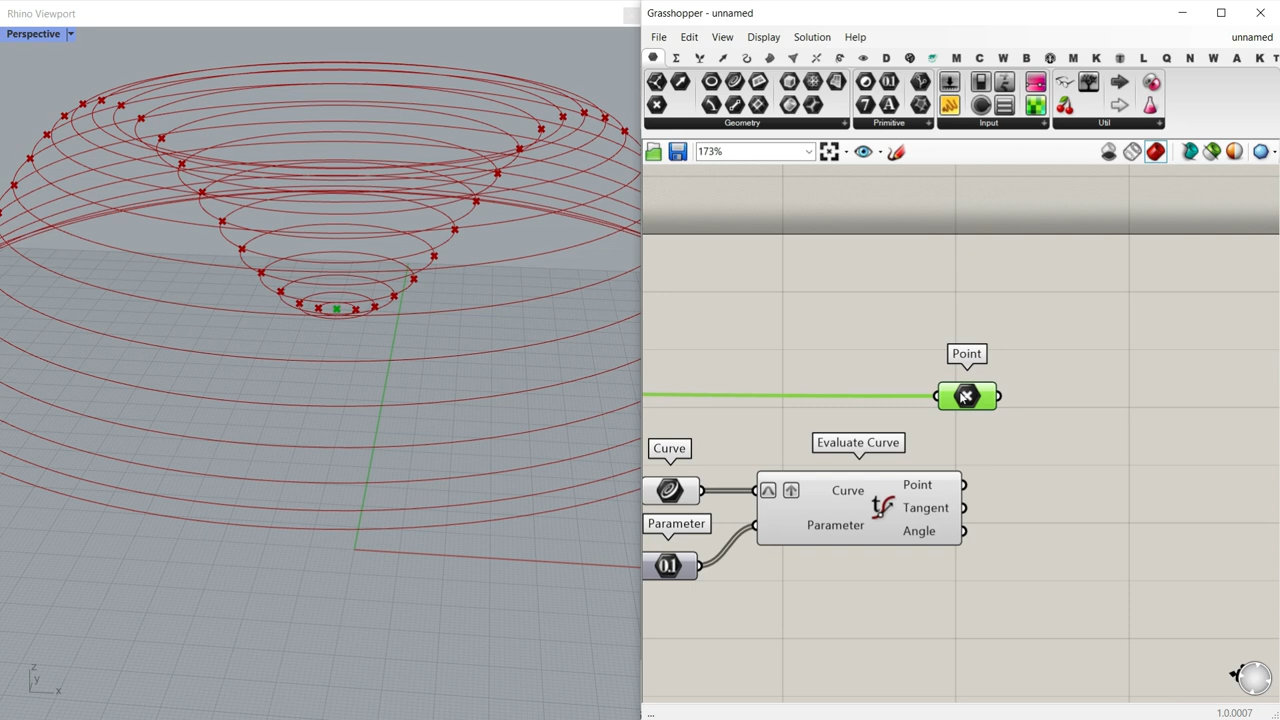 Rhino Viewport
Perspective
z
y
x
Grasshopper - unnamed
File Edit View Display Solution Help unnamed
Σ D M C W B M K L Q N W A K T
Geometry Primitive Input Util
173%
Point
Curve
Evaluate Curve
Curve
Parameter
Point
Tangent
Angle
Parameter
0.1
...
1.0.0007